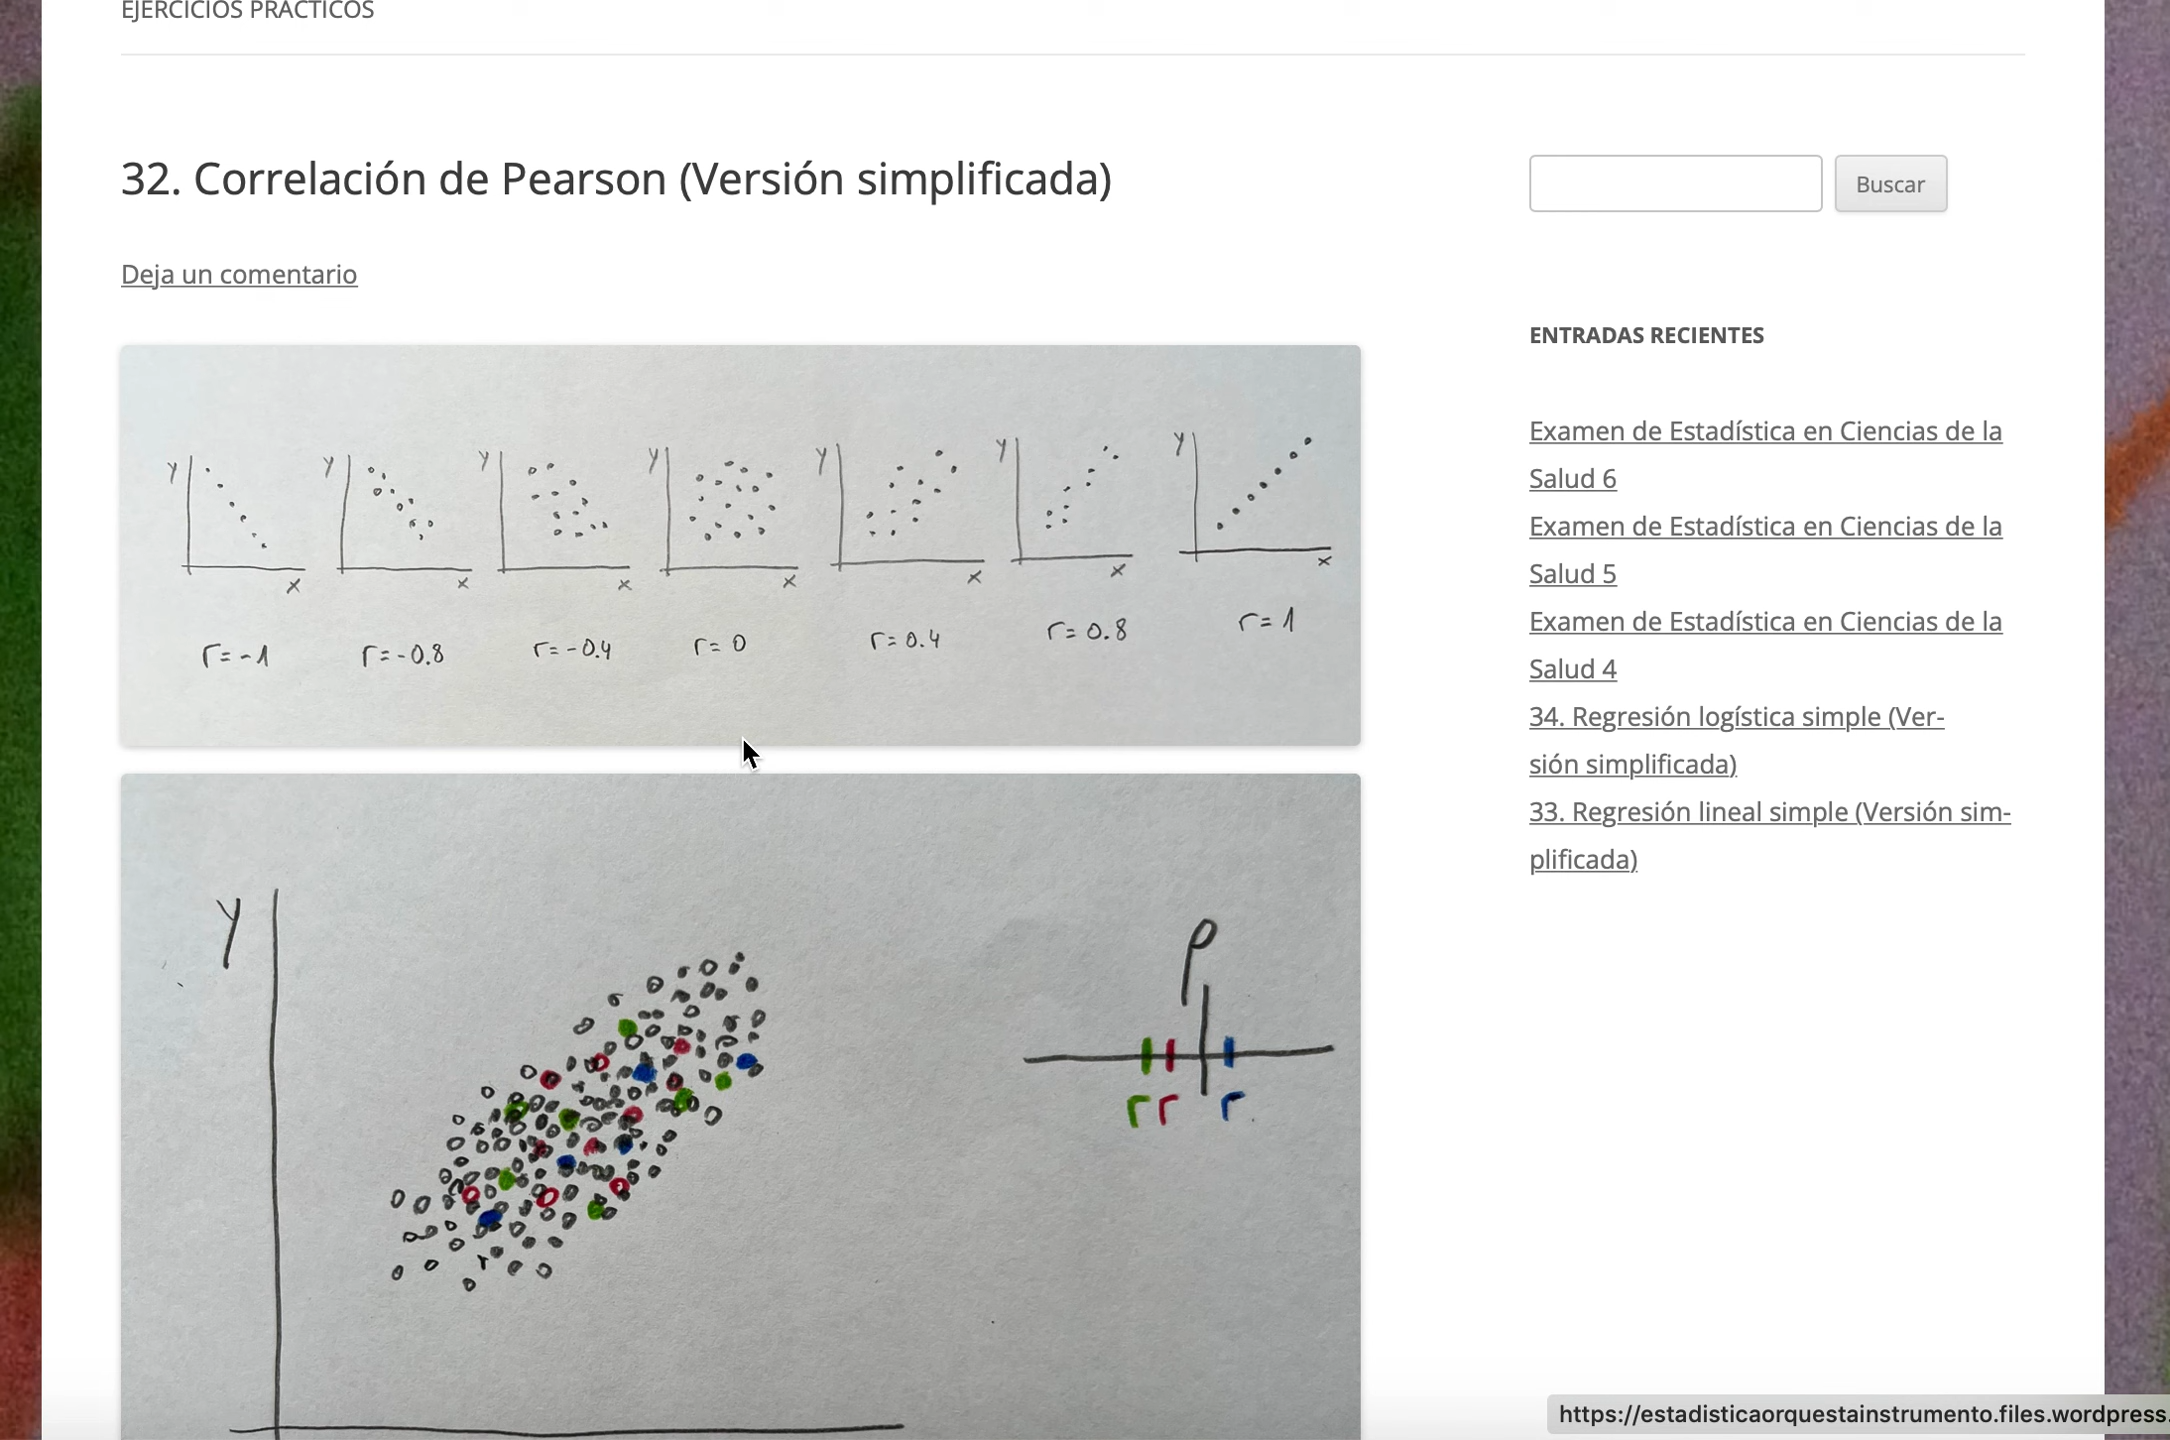 EJERCICIOS PRÁCTICOS
32. Correlación de Pearson (Versión simplificada)
Deja un comentario
Y Y Y Y Y Y Y
x x x x x x x
r=-1 r=-0.8 r=-0.4 r=0 r=0.4 r=0.8 r=1
Y
ρ
r r r
Buscar
ENTRADAS RECIENTES
Examen de Estadística en Ciencias de la
Salud 6
Examen de Estadística en Ciencias de la
Salud 5
Examen de Estadística en Ciencias de la
Salud 4
34. Regresión logística simple (Ver-
sión simplificada)
33. Regresión lineal simple (Versión sim-
plificada)
https://estadisticaorquestainstrumento.files.wordpress.